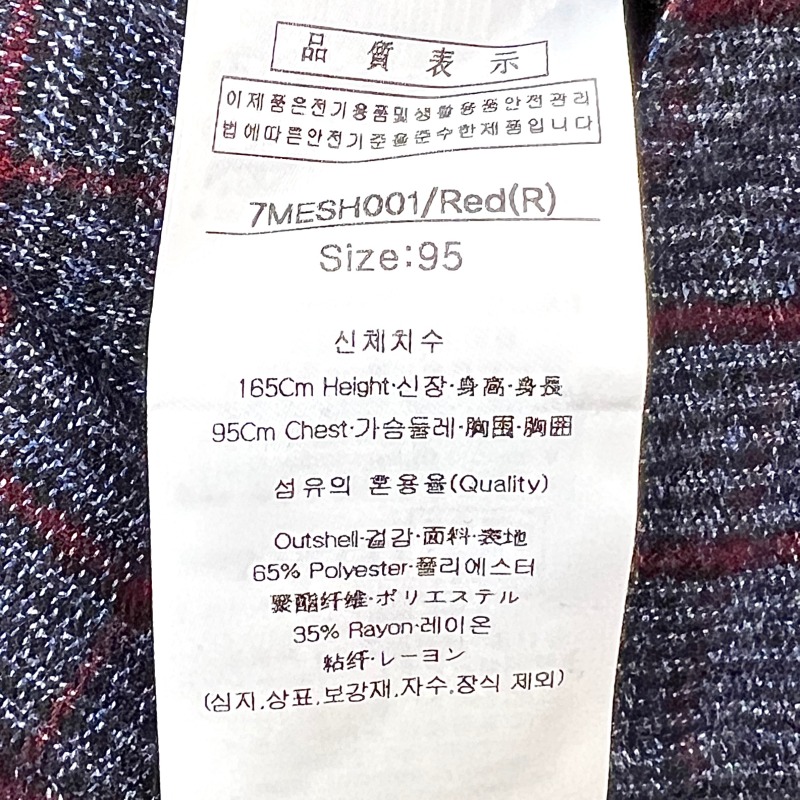 品質表示
이 제품은전기용품및생활용품안전관리
법에따른안전기준을준수한제품입니다
7MESH001/Red(R)
Size:95
신체치수
165Cm Height·신장·身高·身長
95Cm Chest·가슴둘레·胸围·胸囲
섬유의 혼용율(Quality)
Outshell·겉감·面料·表地
65% Polyester·폴리에스터
聚酯纤维·ポリエステル
35% Rayon·레이온
粘纤·レーヨン
(심지,상표,보강재,자수,장식 제외)